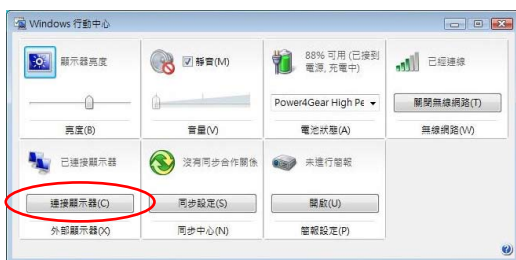 Windows 行動中心
顯示器亮度
亮度(B)
靜音(M)
音量(V)
88% 可用 (已接到
電源, 充電中)
Power4Gear High Pe
電池狀態(A)
已經連線
關閉無線網路(T)
無線網路(W)
已連接顯示器
連接顯示器(C)
外部顯示器(X)
沒有同步合作關係
同步設定(S)
同步中心(N)
未進行簡報
開啟(U)
簡報設定(P)